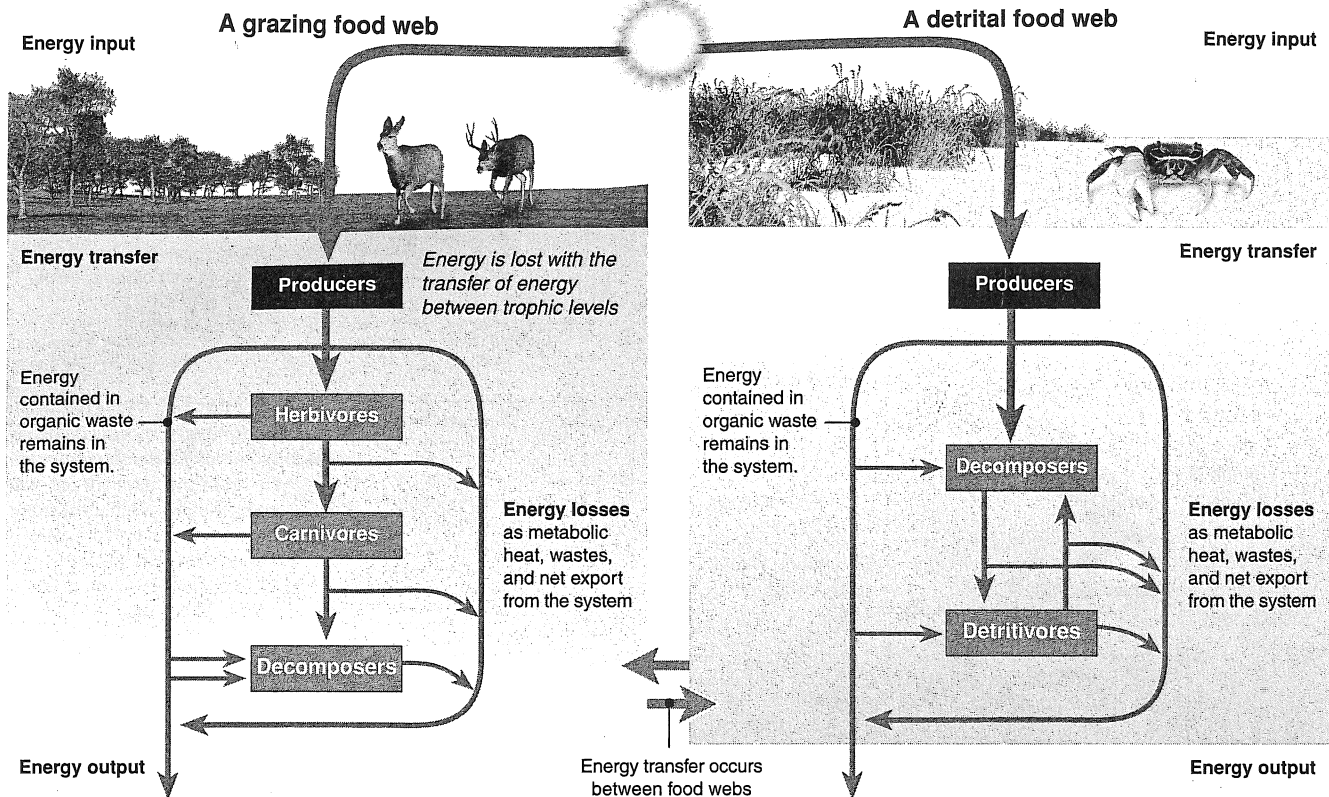 A grazing food web
A detrital food web
Energy input
Energy input
Energy transfer
Producers
Energy is lost with the
transfer of energy
between trophic levels
Energy
contained in
organic waste
remains in
the system.
Herbivores
Carnivores
Decomposers
Energy losses
as metabolic
heat, wastes,
and net export
from the system
Energy output
Energy transfer occurs
between food webs
Energy transfer
Producers
Energy
contained in
organic waste
remains in
the system.
Decomposers
Detritivores
Energy losses
as metabolic
heat, wastes,
and net export
from the system
Energy output